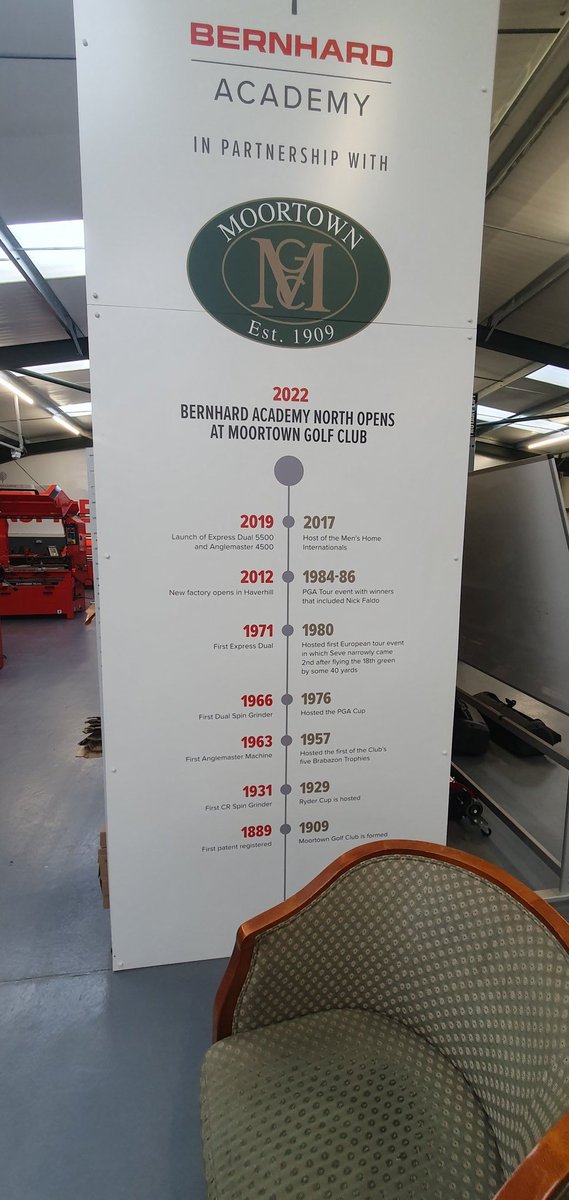 BERNHARD
ACADEMY
IN PARTNERSHIP WITH
MOORTOWN
MGC
Est. 1909
2022
BERNHARD ACADEMY NORTH OPENS
AT MOORTOWN GOLF CLUB
2019
Launch of Express Dual 5500
and Anglemaster 4500
2017
Host of the Men's Home
Internationals
2012
New factory opens in Haverhill
1984-86
PGA Tour event with winners
that included Nick Faldo
1971
First Express Dual
1980
Hosted first European tour event
in which Seve narrowly came
2nd after flying the 18th green
by some 40 yards
1966
First Dual Spin Grinder
1976
Hosted the PGA Cup
1963
First Anglemaster Machine
1957
Hosted the first of the Club's
five Brabazon Trophies
1931
First CR Spin Grinder
1929
Ryder Cup is hosted
1889
First patent registered
1909
Moortown Golf Club is formed